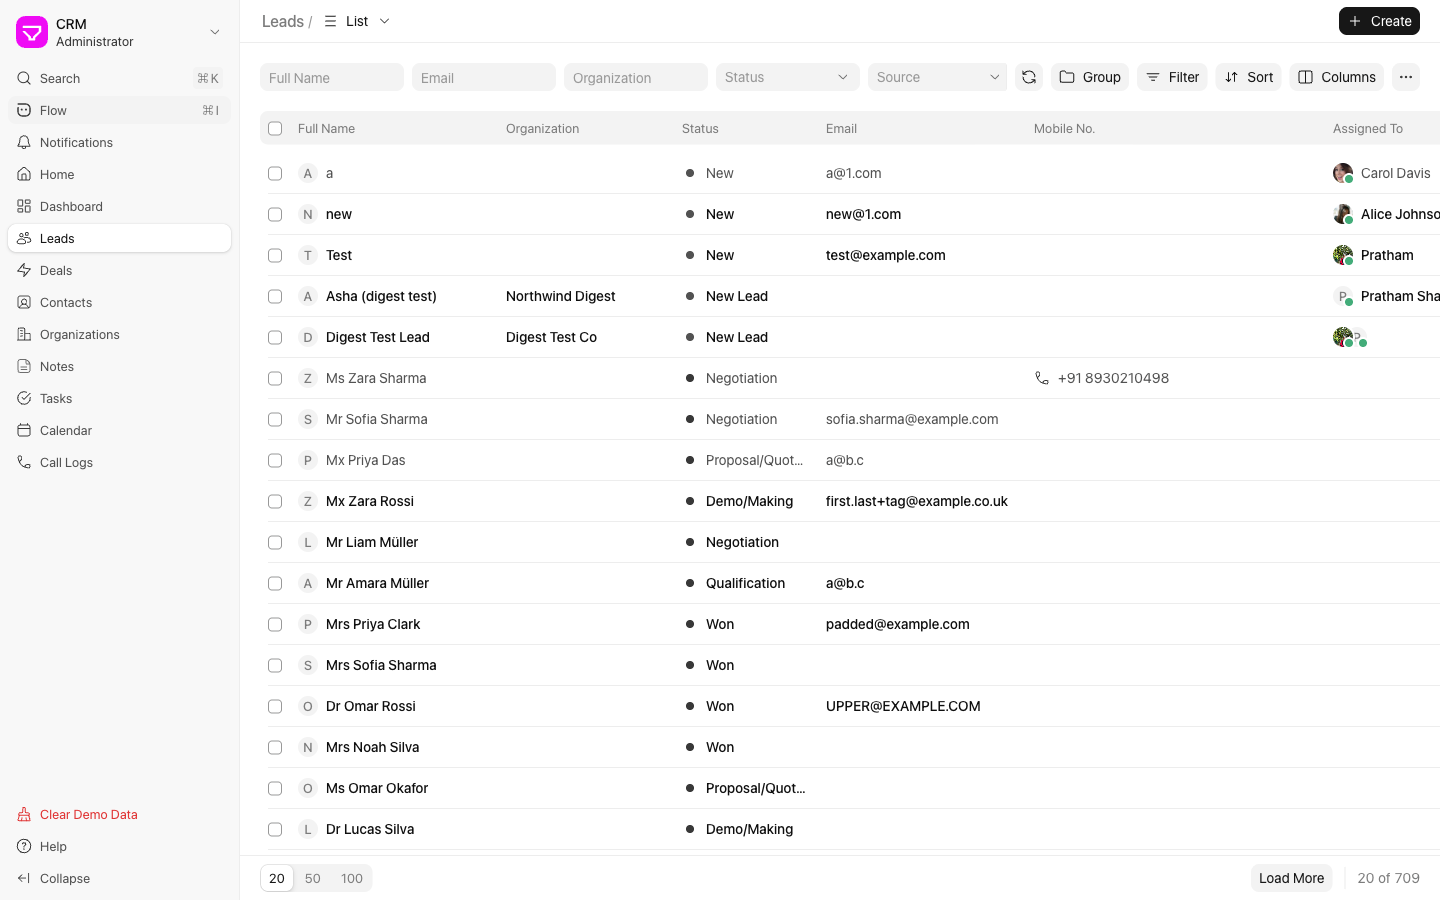 CRM
Administrator
Search ⌘K
Flow ⌘I
Notifications
Home
Dashboard
Leads
Deals
Contacts
Organizations
Notes
Tasks
Calendar
Call Logs
Clear Demo Data
Help
Collapse
Leads / List
Create
Full Name Email Organization Status Source Group Filter Sort Columns
Full Name Organization Status Email Mobile No. Assigned To
A a New a@1.com Carol Davis
N new New new@1.com Alice Johnso
T Test New test@example.com Pratham
A Asha (digest test) Northwind Digest New Lead P Pratham Sha
D Digest Test Lead Digest Test Co New Lead P
Z Ms Zara Sharma Negotiation +91 8930210498
S Mr Sofia Sharma Negotiation sofia.sharma@example.com
P Mx Priya Das Proposal/Quot... a@b.c
Z Mx Zara Rossi Demo/Making first.last+tag@example.co.uk
L Mr Liam Müller Negotiation
A Mr Amara Müller Qualification a@b.c
P Mrs Priya Clark Won padded@example.com
S Mrs Sofia Sharma Won
O Dr Omar Rossi Won UPPER@EXAMPLE.COM
N Mrs Noah Silva Won
O Ms Omar Okafor Proposal/Quot...
L Dr Lucas Silva Demo/Making
20 50 100 Load More 20 of 709